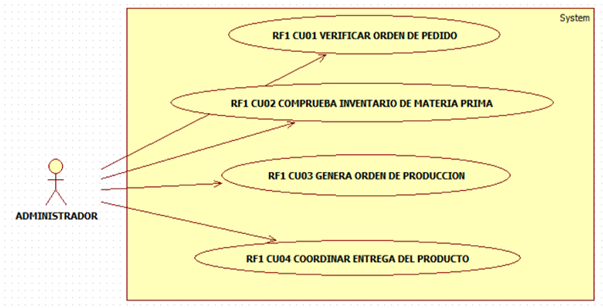 System
RF1 CU01 VERIFICAR ORDEN DE PEDIDO
RF1 CU02 COMPRUEBA INVENTARIO DE MATERIA PRIMA
RF1 CU03 GENERA ORDEN DE PRODUCCION
ADMINISTRADOR
RF1 CU04 COORDINAR ENTREGA DEL PRODUCTO